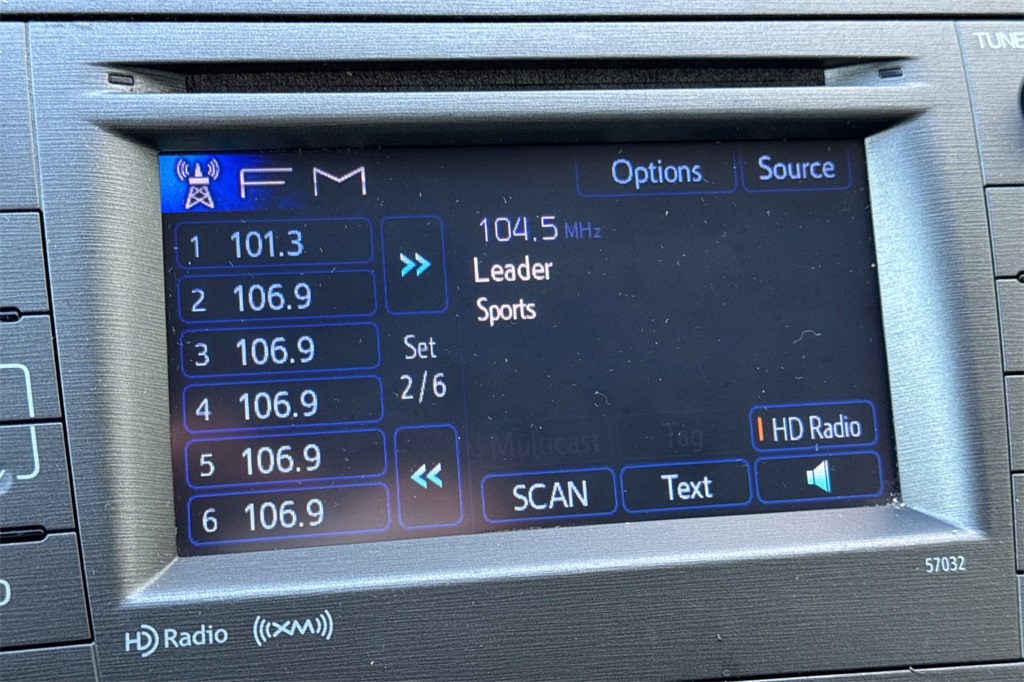 TUNE
FM
Options
Source
1 101.3
2 106.9
3 106.9
4 106.9
5 106.9
6 106.9
>>
Set
2/6
<<
104.5 MHz
Leader
Sports
Multicast
Tag
HD Radio
SCAN
Text
57032
HD Radio
((XM))